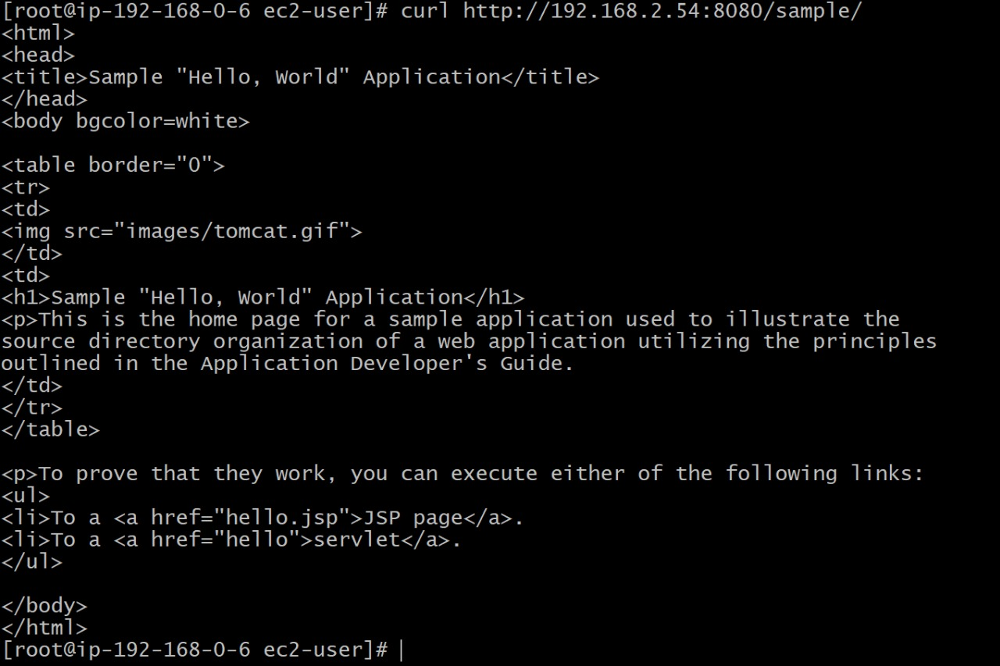 [root@ip-192-168-0-6 ec2-user]# curl http://192.168.2.54:8080/sample/
<html>
<head>
<title>Sample "Hello, World" Application</title>
</head>
<body bgcolor=white>
<table border="0">
<tr>
<td>
<img src="images/tomcat.gif">
</td>
<td>
<h1>Sample "Hello, World" Application</h1>
<p>This is the home page for a sample application used to illustrate the
source directory organization of a web application utilizing the principles
outlined in the Application Developer's Guide.
</td>
</tr>
</table>
<p>To prove that they work, you can execute either of the following links:
<ul>
<li>To a <a href="hello.jsp">JSP page</a>.
<li>To a <a href="hello">servlet</a>.
</ul>
</body>
</html>
[root@ip-192-168-0-6 ec2-user]#